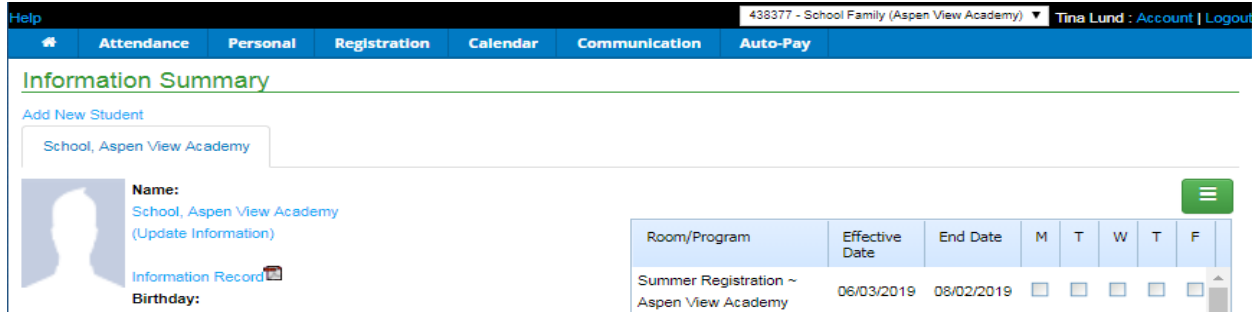 Help 438377 - School Family (Aspen View Academy) Tina Lund : Account | Logout
Attendance Personal Registration Calendar Communication Auto-Pay
Information Summary
Add New Student
School, Aspen View Academy
Name:
School, Aspen View Academy
(Update Information)
Information Record
Birthday:
Room/Program Effective Date End Date M T W T F
Summer Registration ~ Aspen View Academy 06/03/2019 08/02/2019